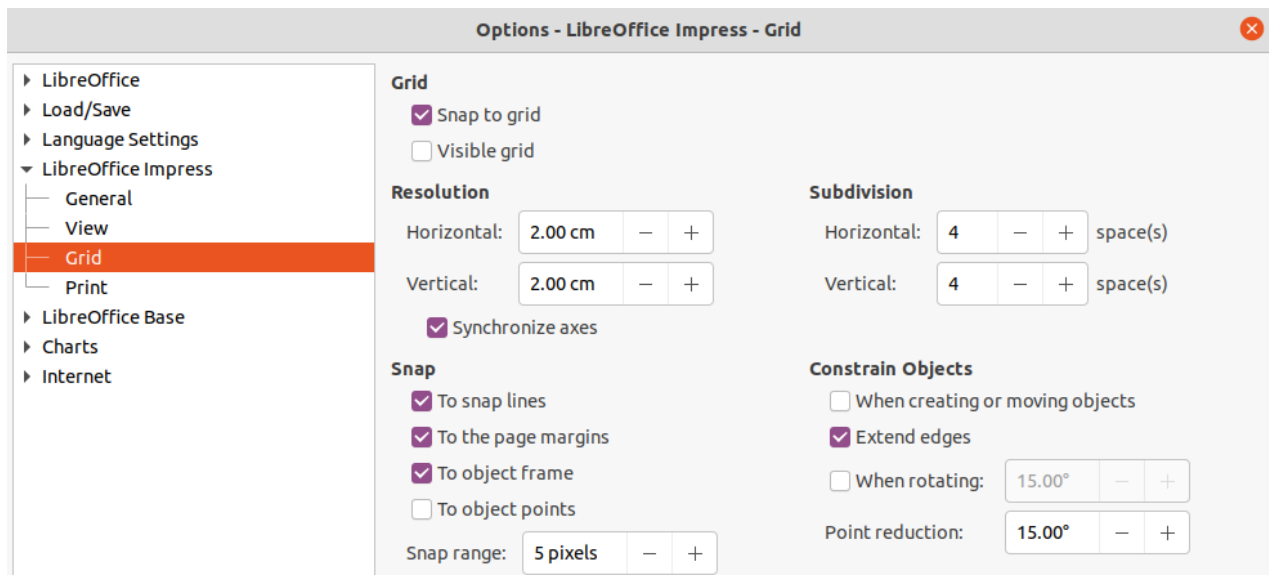 Options - LibreOffice Impress - Grid
LibreOffice
Load/Save
Language Settings
LibreOffice Impress
General
View
Grid
Print
LibreOffice Base
Charts
Internet
Grid
Snap to grid
Visible grid
Resolution
Horizontal: 2.00 cm
Vertical: 2.00 cm
Synchronize axes
Subdivision
Horizontal: 4 space(s)
Vertical: 4 space(s)
Snap
To snap lines
To the page margins
To object frame
To object points
Snap range: 5 pixels
Constrain Objects
When creating or moving objects
Extend edges
When rotating: 15.00°
Point reduction: 15.00°